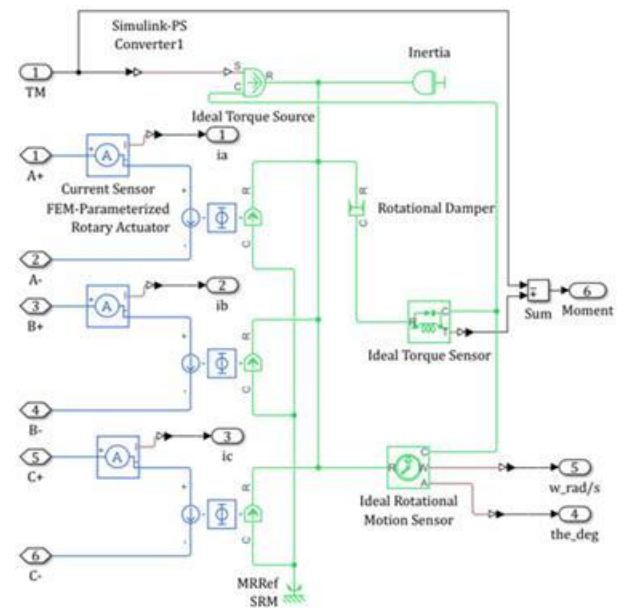 Simulink-PS
Converter1
Inertia
1
TM
S
C
R
Ideal Torque Source
1
ia
A
I
1
A+
Current Sensor
FEM-Parameterized
Rotary Actuator
R
C
Φ
R
C
Rotational Damper
2
A-
3
B+
A
I
2
ib
R
C
T
Ideal Torque Sensor
Sum
6
Moment
R
C
Φ
4
B-
5
C+
A
I
3
ic
R
C
W
A
Ideal Rotational
Motion Sensor
5
w_rad/s
4
the_deg
R
C
Φ
6
C-
MRRef
SRM